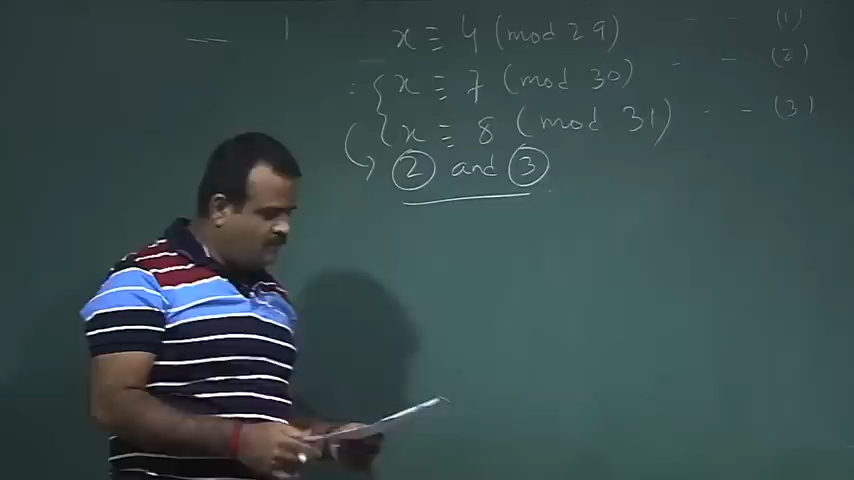 x ≡ 4 (mod 29) - - (1)
x ≡ 7 (mod 30) - - (2)
x ≡ 8 (mod 31) - - (3)
② and ③